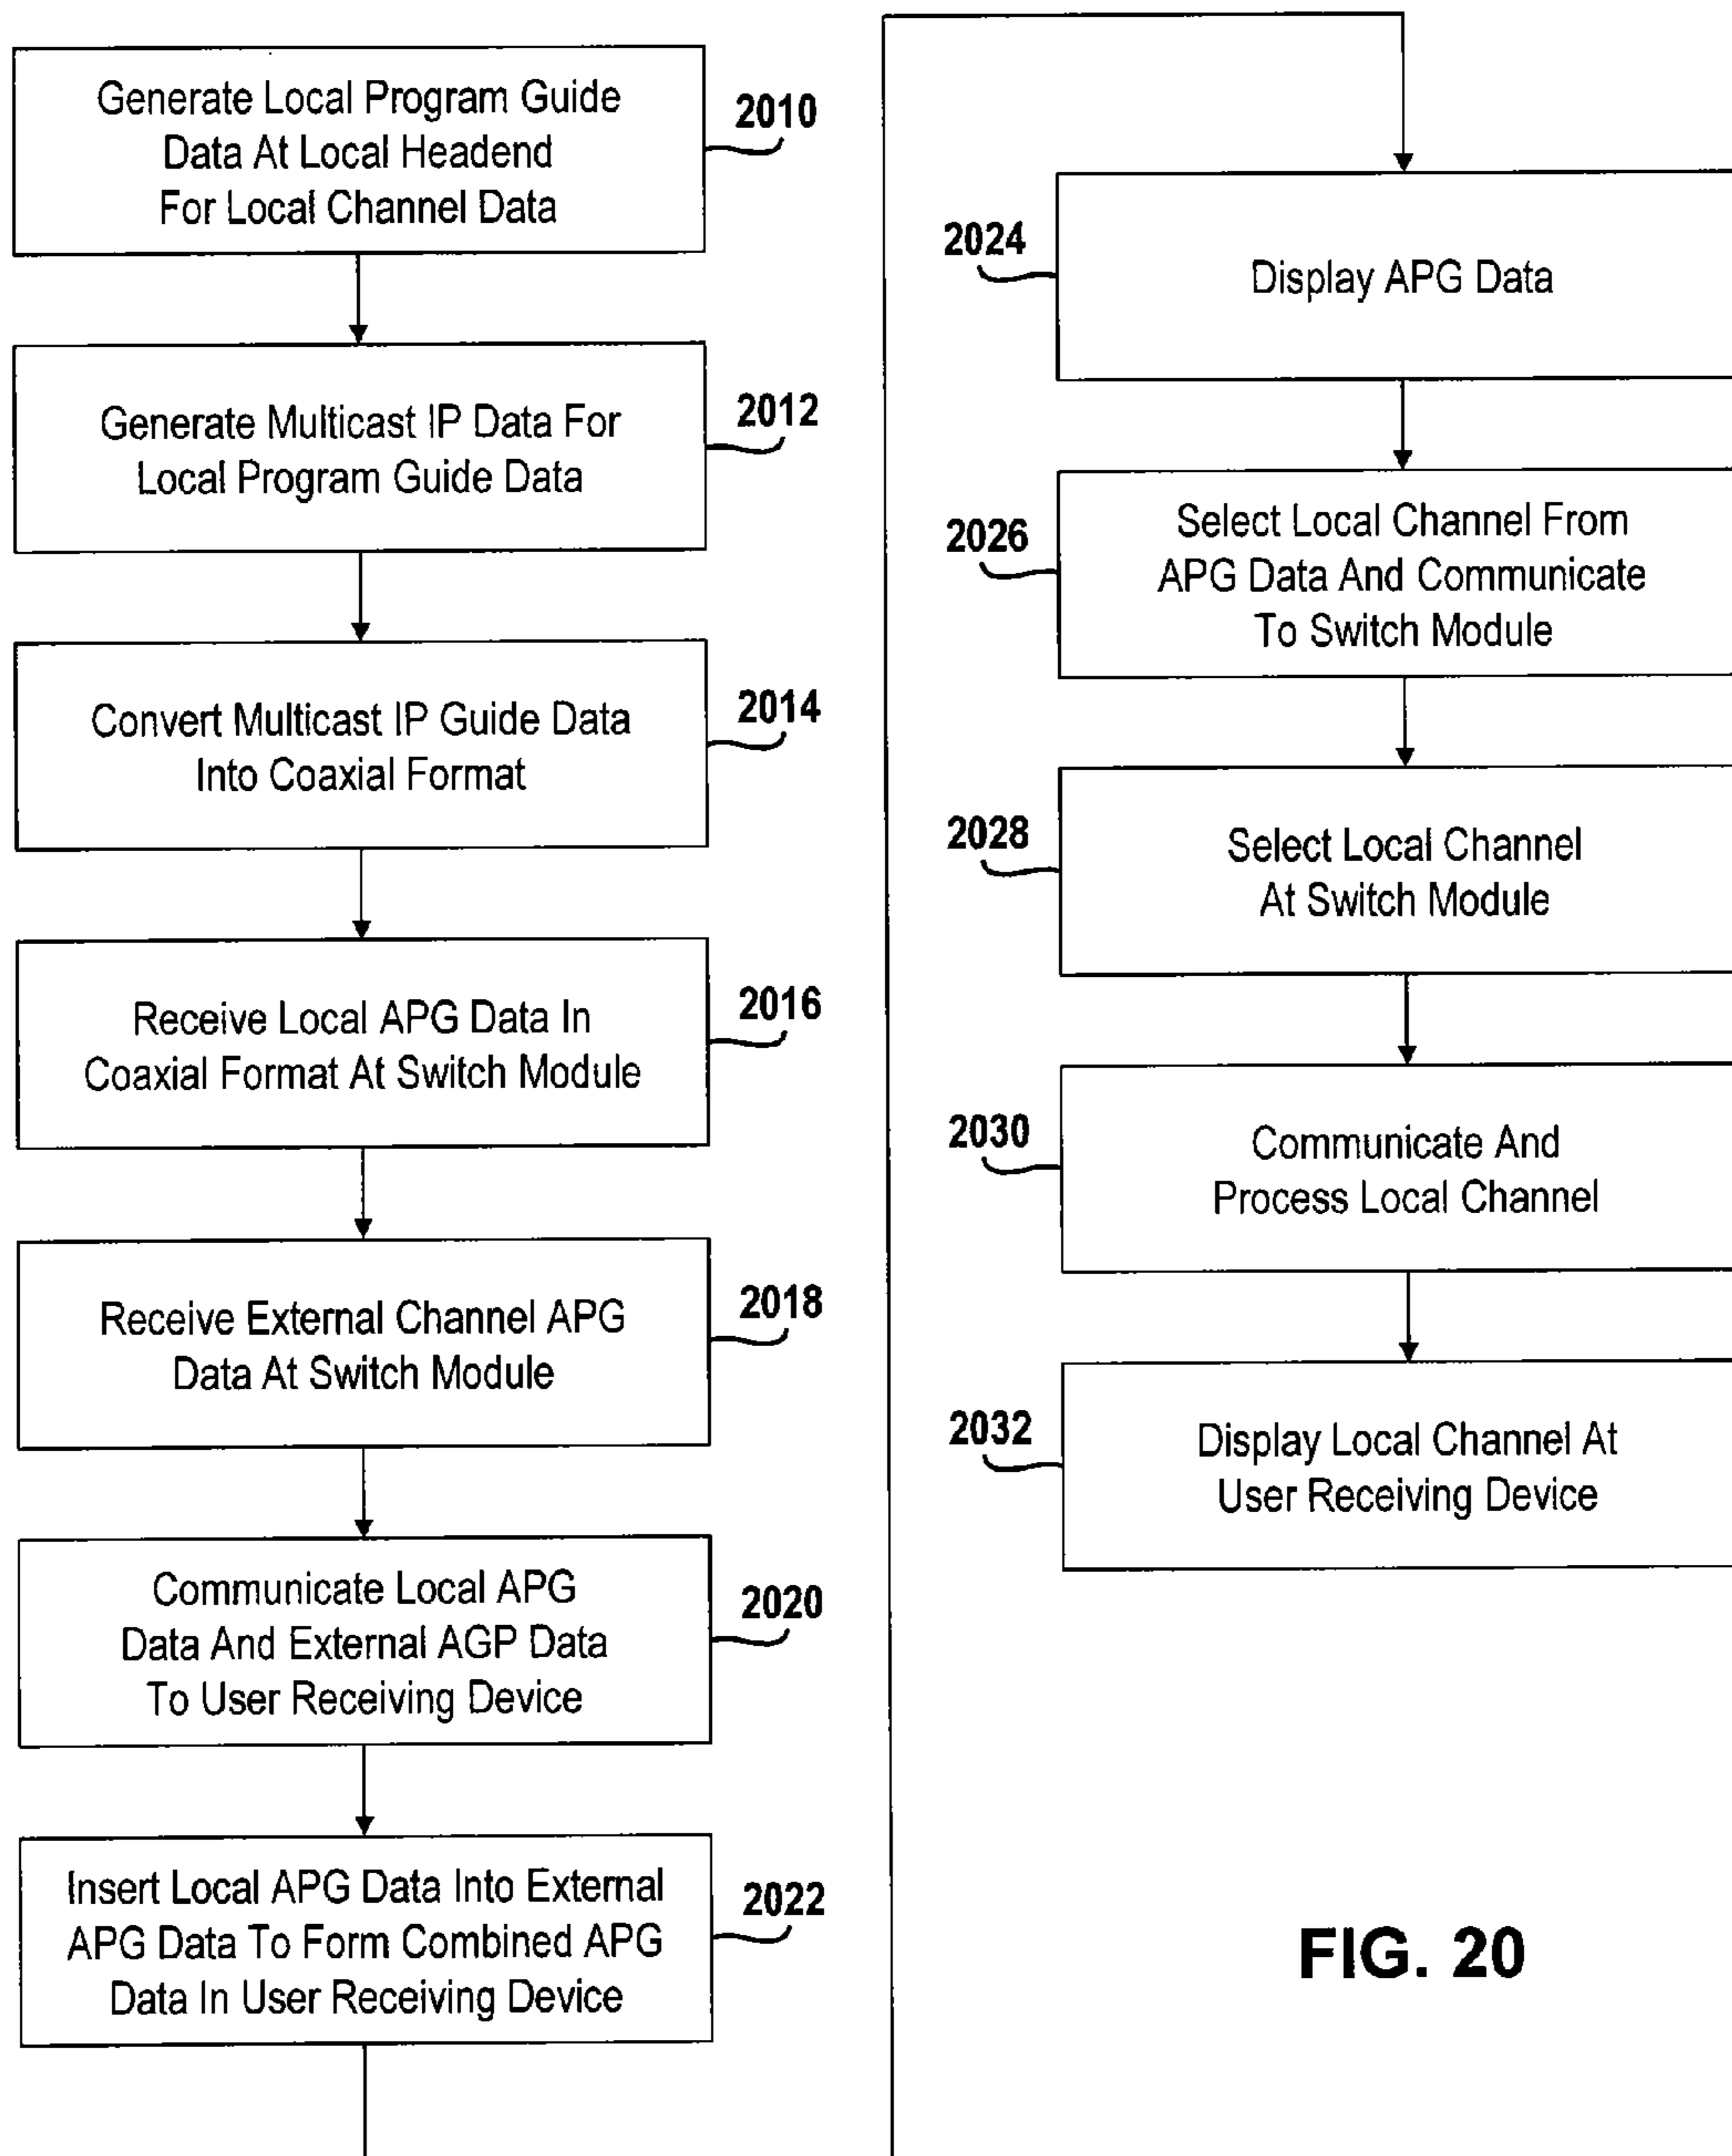 Generate Local Program Guide
Data At Local Headend
For Local Channel Data
2010
Generate Multicast IP Data For
Local Program Guide Data
2012
Convert Multicast IP Guide Data
Into Coaxial Format
2014
Receive Local APG Data In
Coaxial Format At Switch Module
2016
Receive External Channel APG
Data At Switch Module
2018
Communicate Local APG
Data And External AGP Data
To User Receiving Device
2020
Insert Local APG Data Into External
APG Data To Form Combined APG
Data In User Receiving Device
2022
2024
Display APG Data
2026
Select Local Channel From
APG Data And Communicate
To Switch Module
2028
Select Local Channel
At Switch Module
2030
Communicate And
Process Local Channel
2032
Display Local Channel At
User Receiving Device
FIG. 20